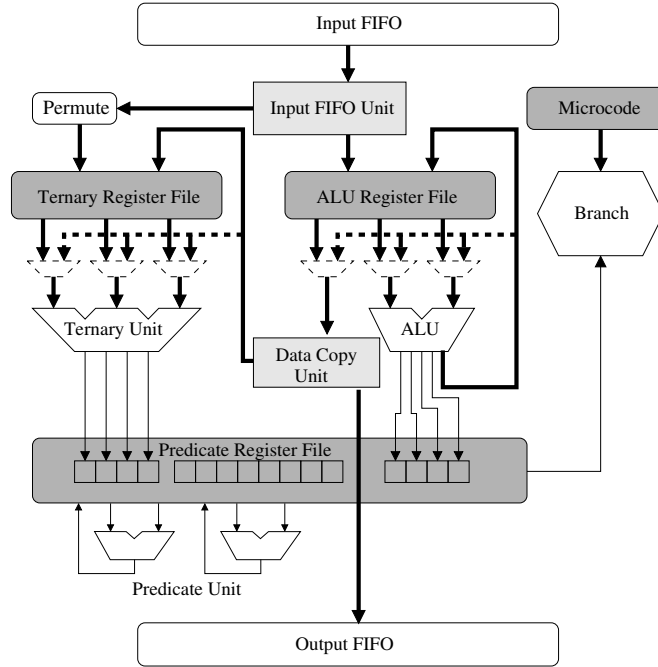 Input FIFO
Permute
Input FIFO Unit
Microcode
Ternary Register File
ALU Register File
Branch
Ternary Unit
ALU
Data Copy
Unit
Predicate Register File
Predicate Unit
Output FIFO